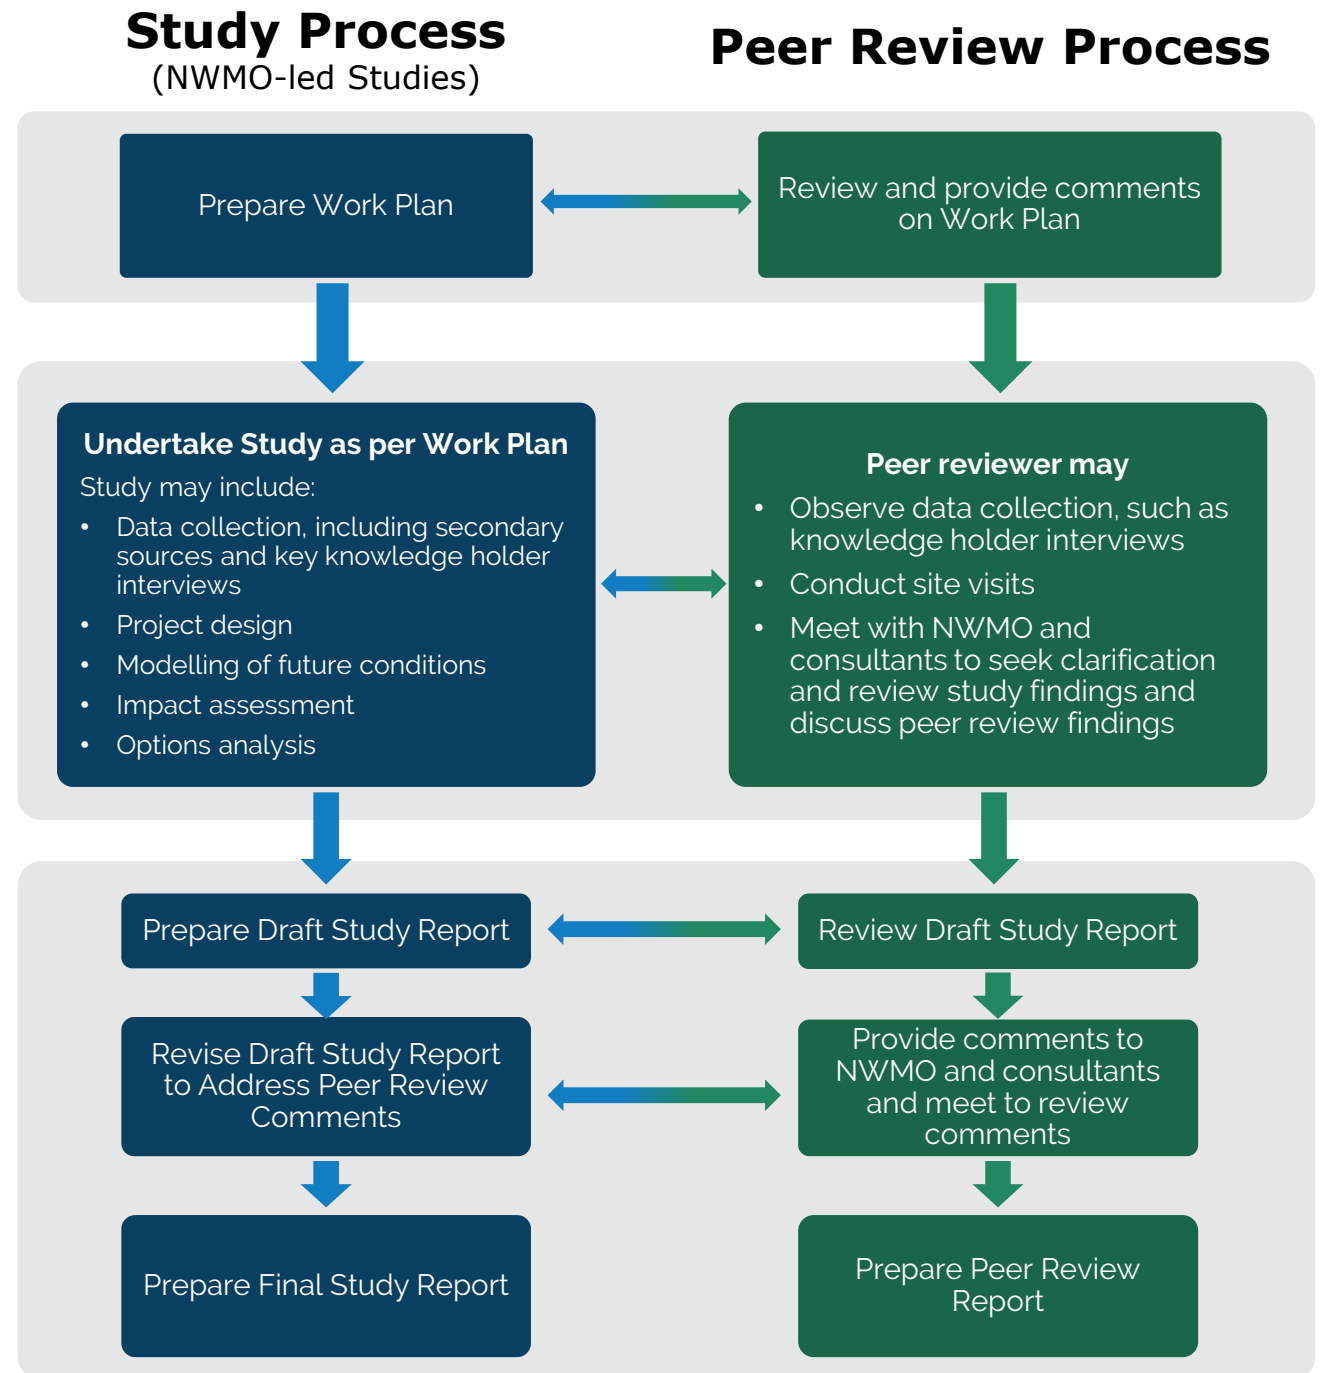 Study Process
(NWMO-led Studies)
Peer Review Process
Prepare Work Plan
Review and provide comments
on Work Plan
Undertake Study as per Work Plan
Study may include:
• Data collection, including secondary
sources and key knowledge holder
interviews
• Project design
• Modelling of future conditions
• Impact assessment
• Options analysis
Peer reviewer may
• Observe data collection, such as
knowledge holder interviews
• Conduct site visits
• Meet with NWMO and
consultants to seek clarification
and review study findings and
discuss peer review findings
Prepare Draft Study Report
Review Draft Study Report
Revise Draft Study Report
to Address Peer Review
Comments
Provide comments to
NWMO and consultants
and meet to review
comments
Prepare Final Study Report
Prepare Peer Review
Report